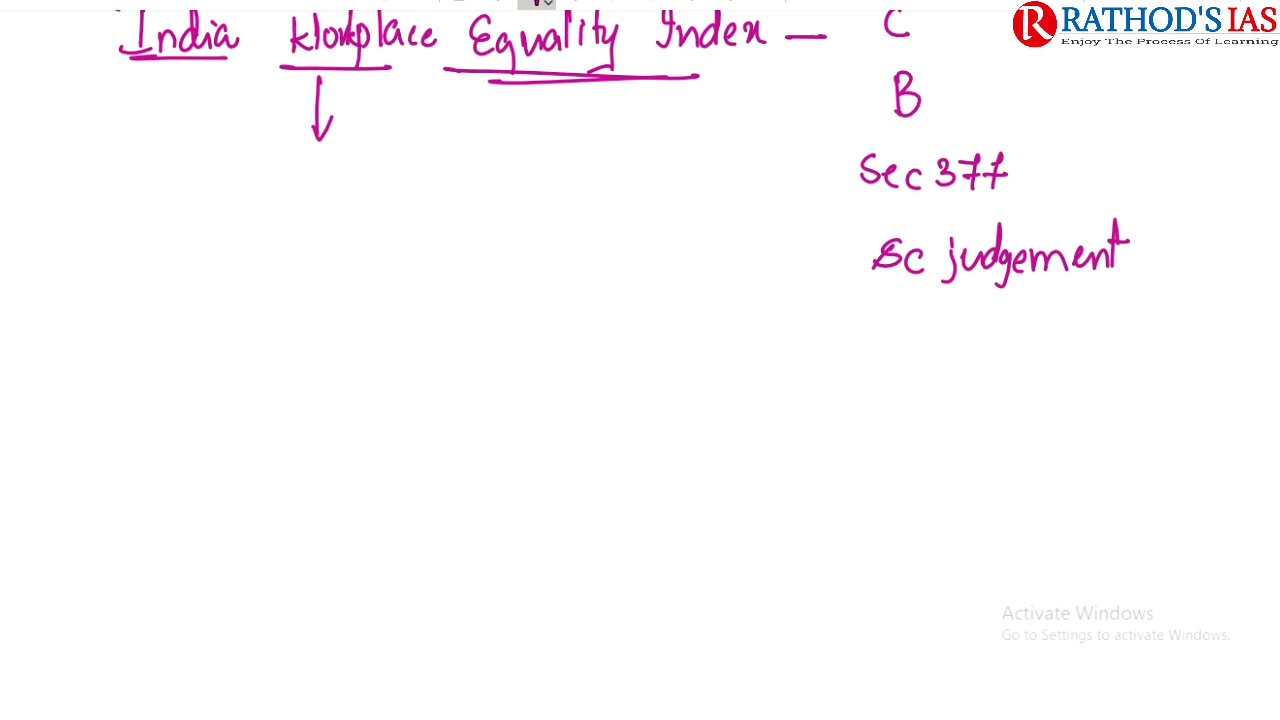 India Workplace Equality Index — C
RATHOD'S IAS
Enjoy The Process Of Learning
B
Sec 377
SC judgement
Activate Windows
Go to Settings to activate Windows.